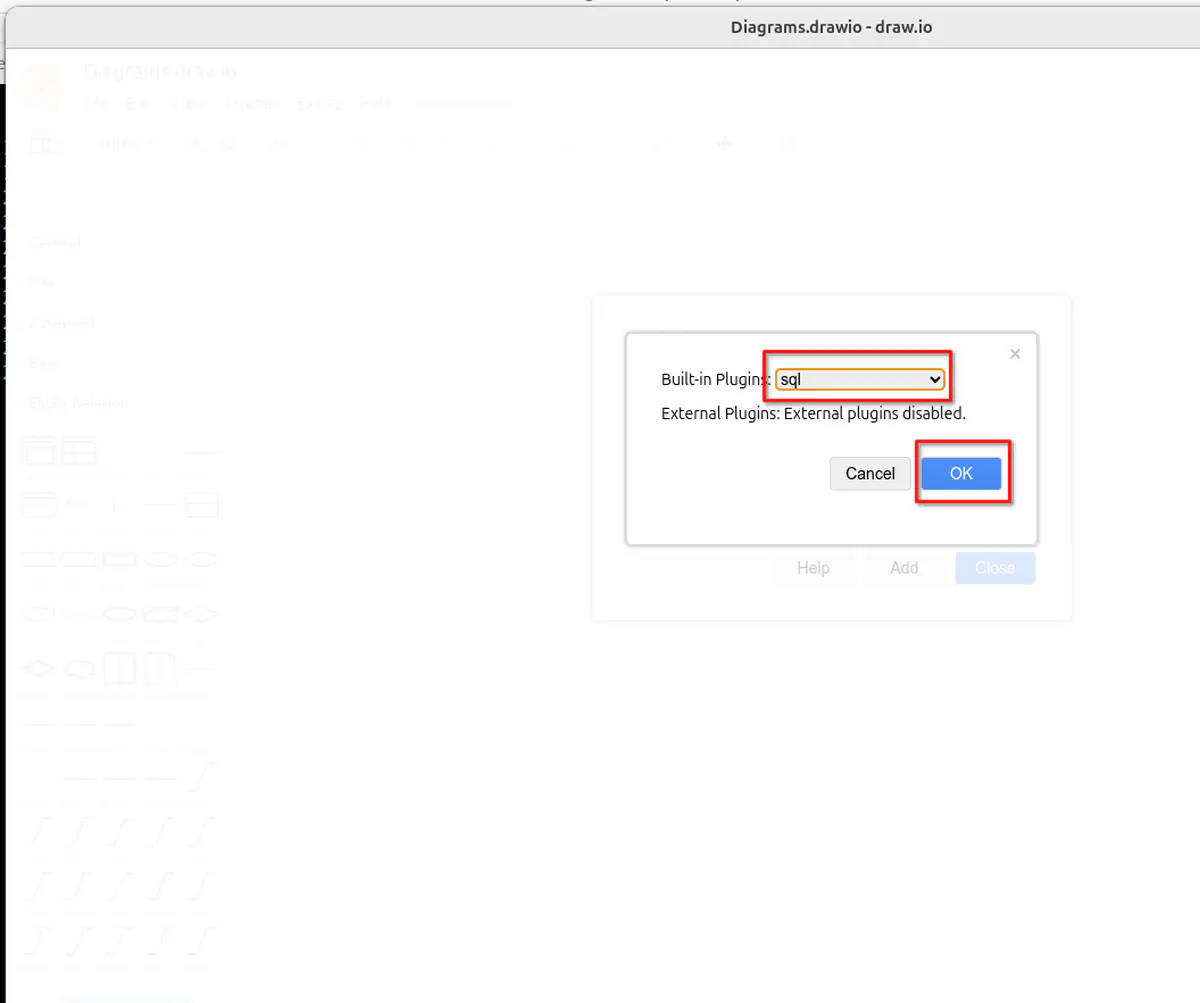 Diagrams.drawio - draw.io
Diagrams.drawio
File Edit View Arrange Extras Help
General
Misc
Advanced
Basic
Entity Relation
Built-in Plugins: sql
External Plugins: External plugins disabled.
Cancel OK
Help Add Close